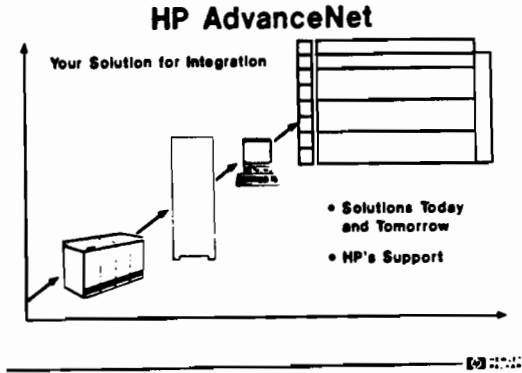 HP AdvanceNet
Your Solution for Integration
• Solutions Today
and Tomorrow
• HP's Support